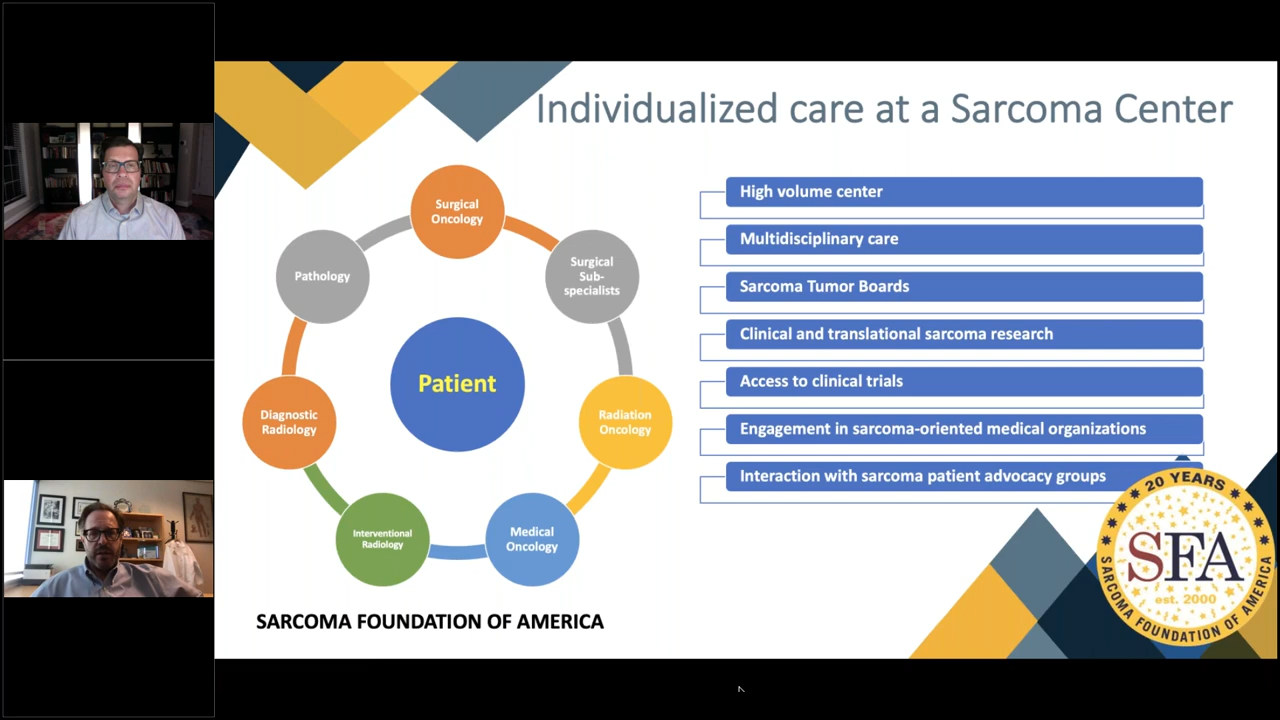 Individualized care at a Sarcoma Center
Surgical
Oncology
Surgical
Sub-
specialists
Radiation
Oncology
Medical
Oncology
Interventional
Radiology
Diagnostic
Radiology
Pathology
Patient
High volume center
Multidisciplinary care
Sarcoma Tumor Boards
Clinical and translational sarcoma research
Access to clinical trials
Engagement in sarcoma-oriented medical organizations
Interaction with sarcoma patient advocacy groups
SARCOMA FOUNDATION OF AMERICA
20 YEARS
SFA
est. 2000
SARCOMA FOUNDATION OF AMERICA